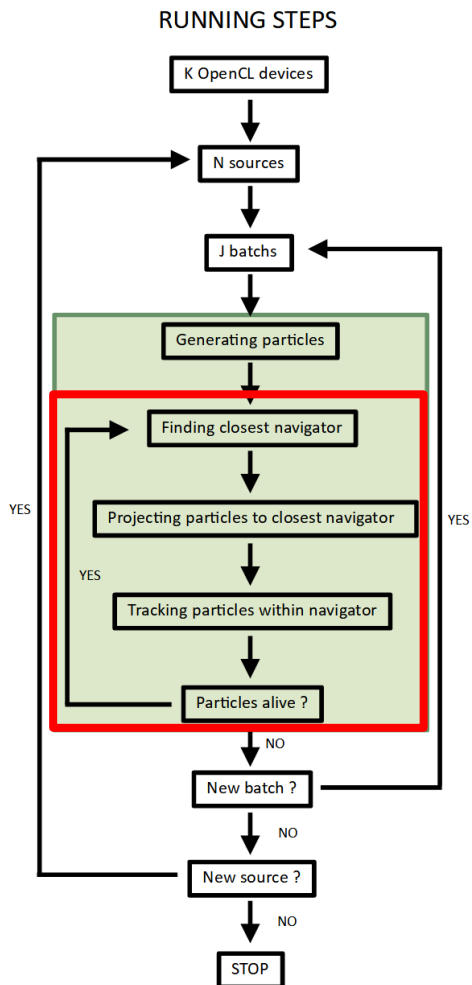 RUNNING STEPS
K OpenCL devices
N sources
J batchs
Generating particles
Finding closest navigator
Projecting particles to closest navigator
Tracking particles within navigator
Particles alive ?
YES
YES
YES
NO
New batch ?
NO
New source ?
NO
STOP